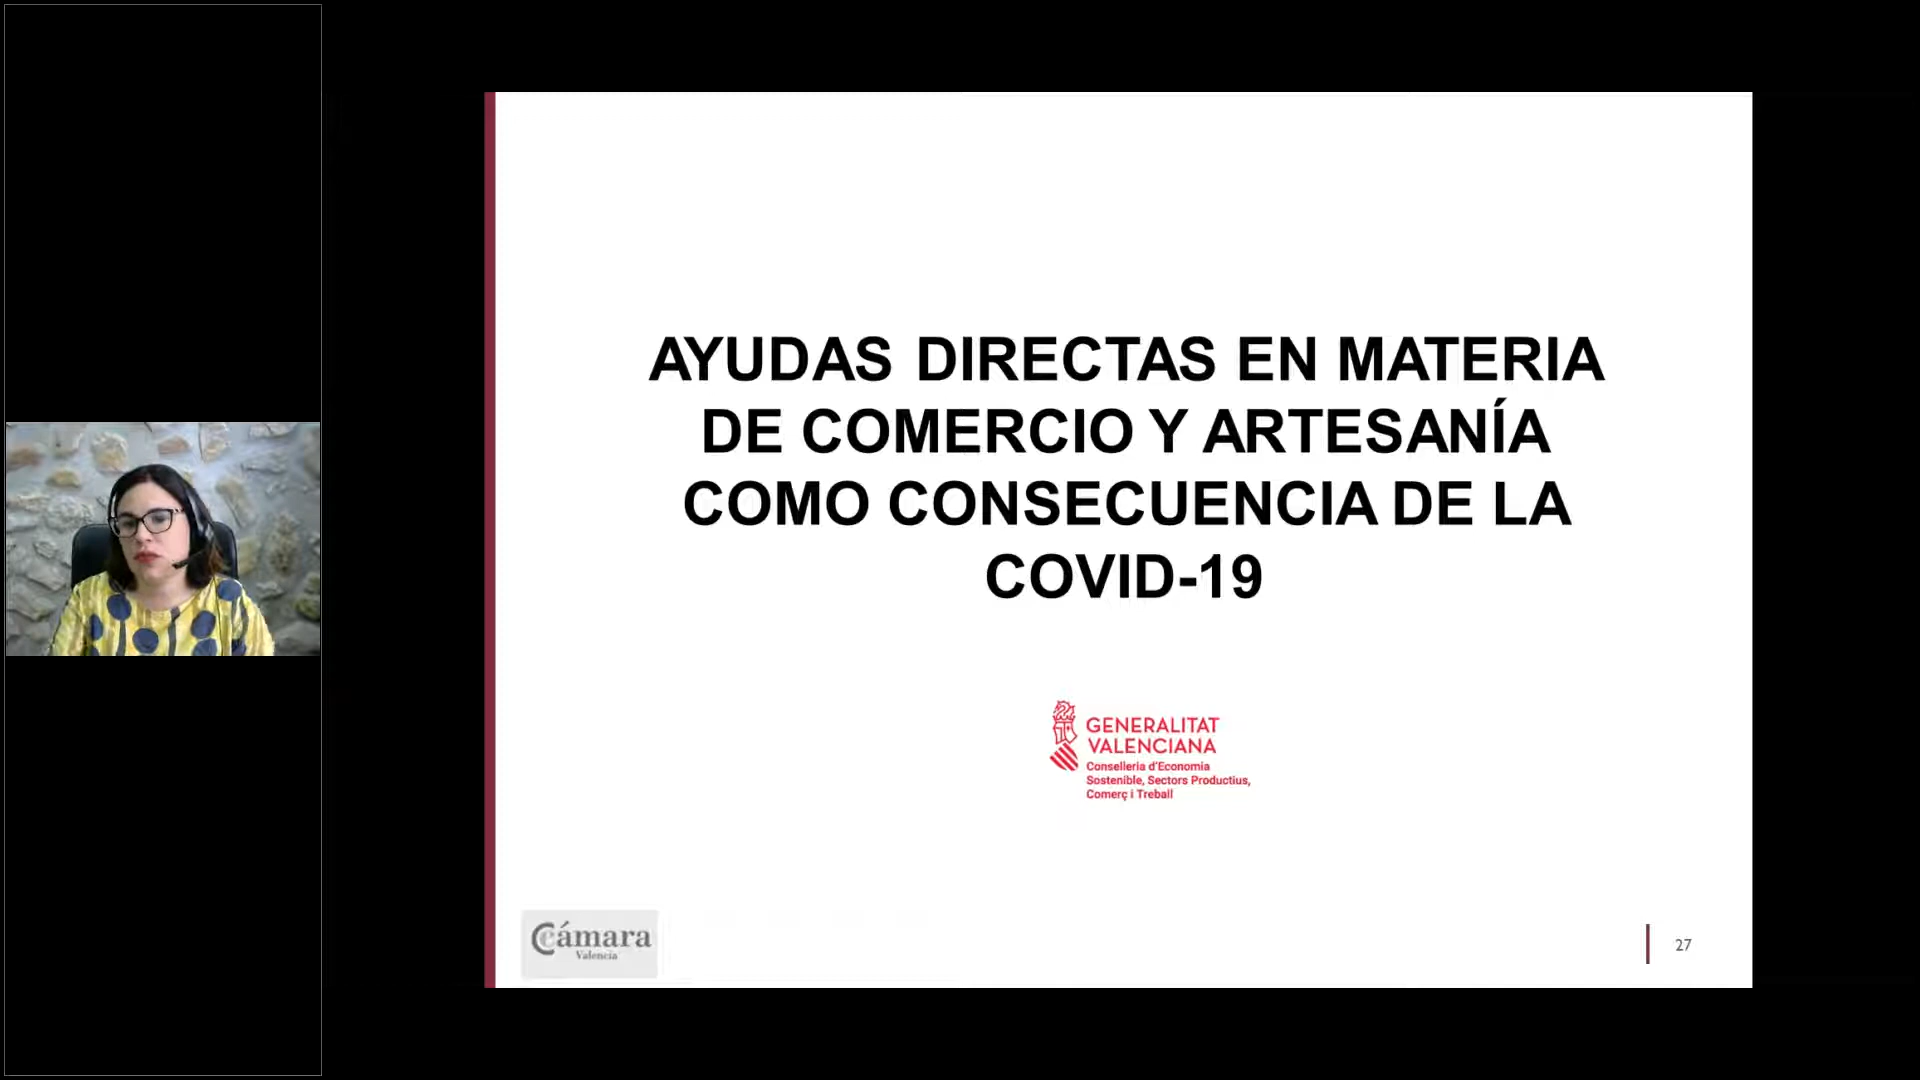 AYUDAS DIRECTAS EN MATERIA
DE COMERCIO Y ARTESANÍA
COMO CONSECUENCIA DE LA
COVID-19
GENERALITAT
VALENCIANA
Conselleria d'Economia
Sostenible, Sectors Productius,
Comerç i Treball
Cámara
Valencia
27